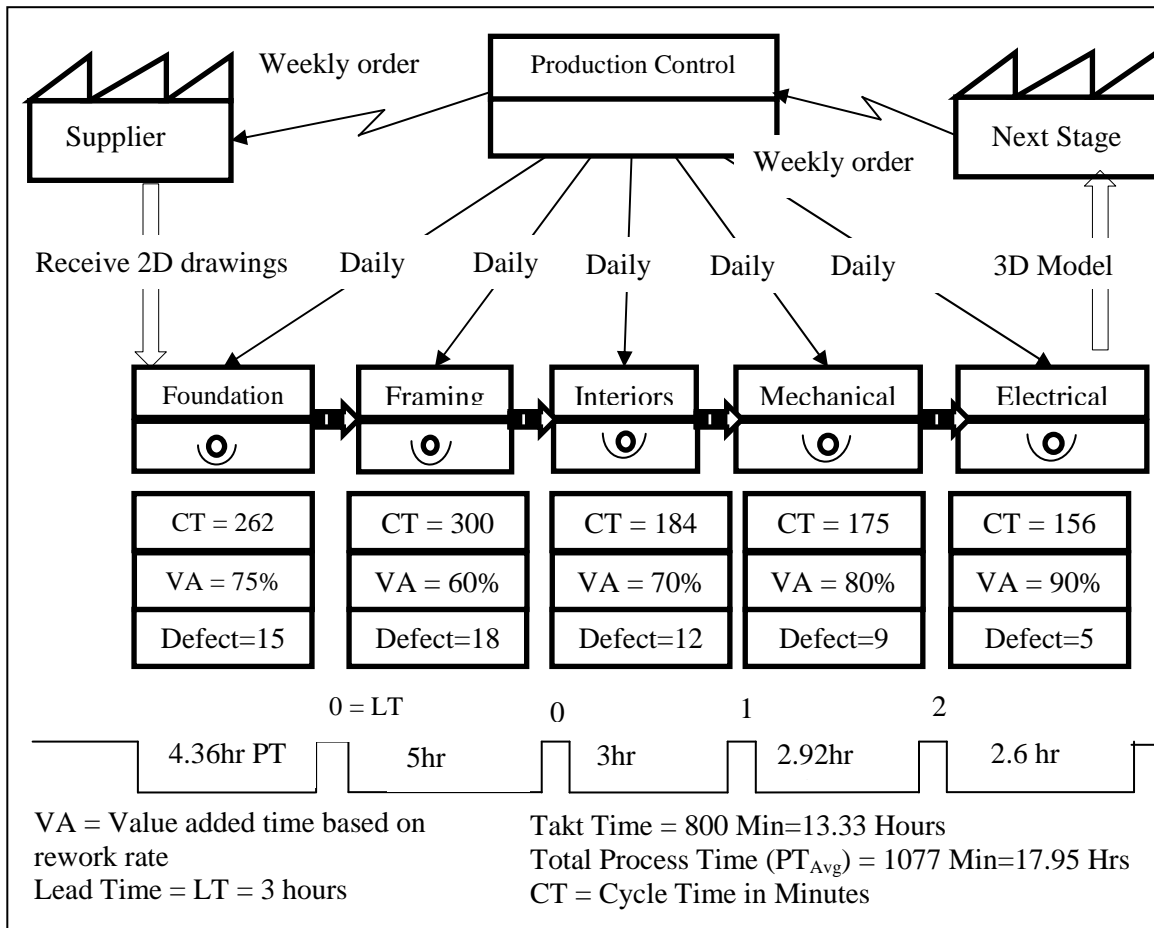 Weekly order
Production Control
Supplier
Next Stage
Weekly order
Receive 2D drawings
Daily
Daily
Daily
Daily
Daily
3D Model
Foundation
Framing
Interiors
Mechanical
Electrical
I
I
I
I
CT = 262
CT = 300
CT = 184
CT = 175
CT = 156
VA = 75%
VA = 60%
VA = 70%
VA = 80%
VA = 90%
Defect=15
Defect=18
Defect=12
Defect=9
Defect=5
0 = LT
0
1
2
4.36hr PT
5hr
3hr
2.92hr
2.6 hr
VA = Value added time based on
rework rate
Lead Time = LT = 3 hours
Takt Time = 800 Min=13.33 Hours
Total Process Time (PTAvg) = 1077 Min=17.95 Hrs
CT = Cycle Time in Minutes